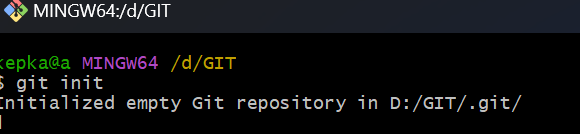 MINGW64:/d/GIT
kepka@a MINGW64 /d/GIT
$ git init
Initialized empty Git repository in D:/GIT/.git/